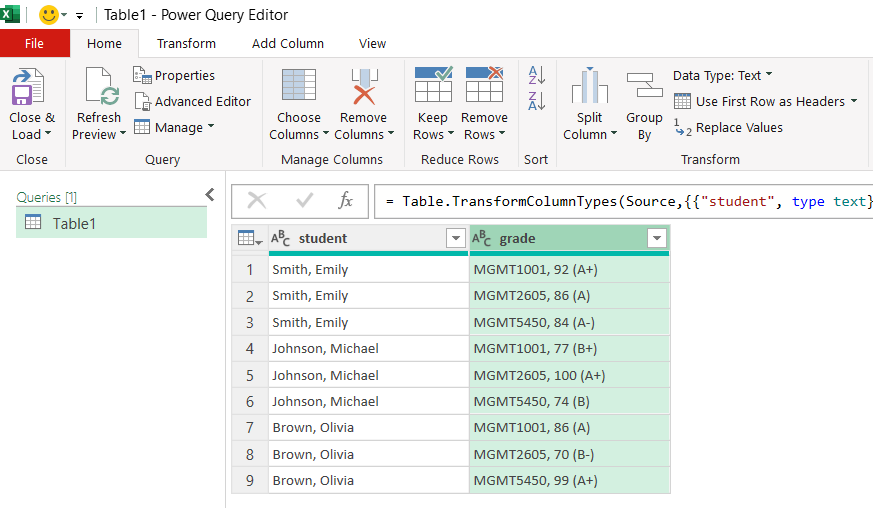 Table1 - Power Query Editor
File Home Transform Add Column View
Close & Load
Refresh Preview
Properties
Advanced Editor
Manage
Choose Columns
Remove Columns
Keep Rows
Remove Rows
Split Column
Group By
Data Type: Text
Use First Row as Headers
Replace Values
Close Query Manage Columns Reduce Rows Sort Transform
Queries [1]
Table1
fx = Table.TransformColumnTypes(Source,{{"student", type text}
ABC student ABC grade
1 Smith, Emily MGMT1001, 92 (A+)
2 Smith, Emily MGMT2605, 86 (A)
3 Smith, Emily MGMT5450, 84 (A-)
4 Johnson, Michael MGMT1001, 77 (B+)
5 Johnson, Michael MGMT2605, 100 (A+)
6 Johnson, Michael MGMT5450, 74 (B)
7 Brown, Olivia MGMT1001, 86 (A)
8 Brown, Olivia MGMT2605, 70 (B-)
9 Brown, Olivia MGMT5450, 99 (A+)